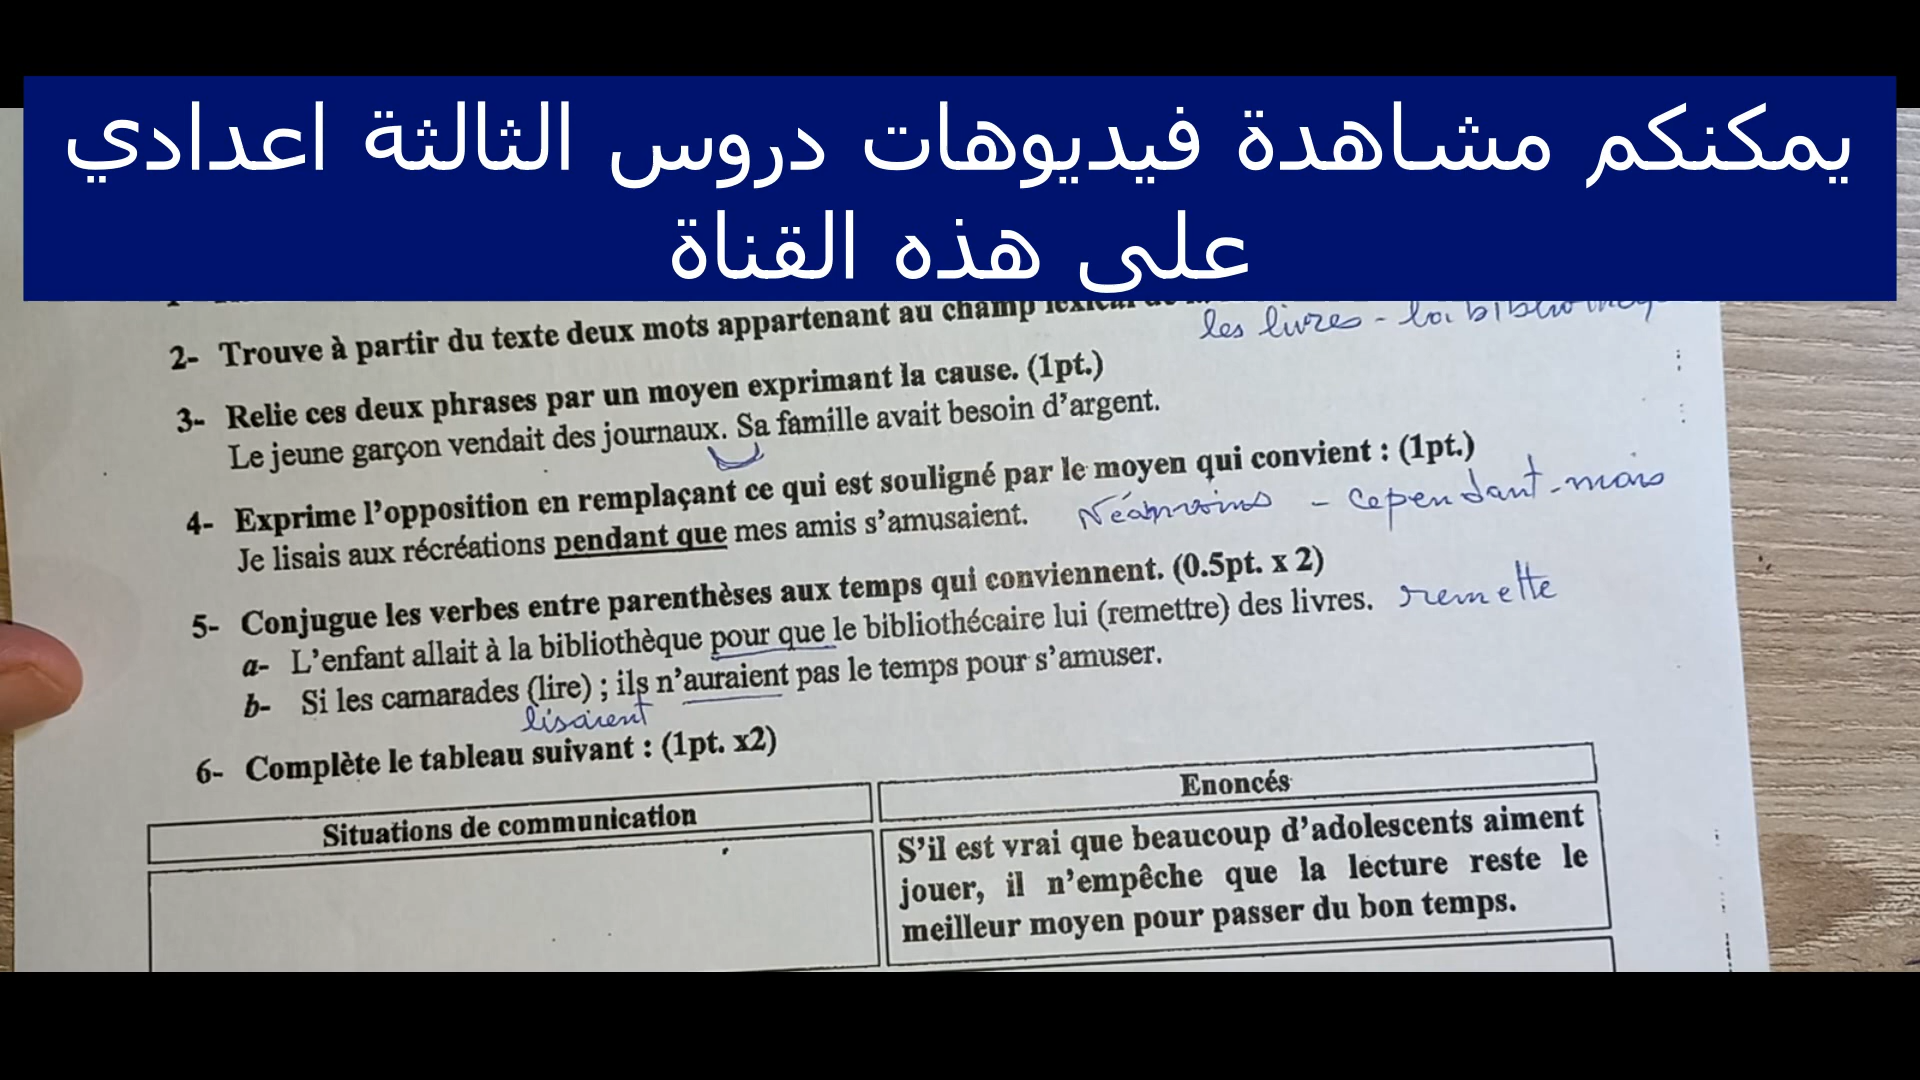 يمكنكم مشاهدة فيديوهات دروس الثالثة اعدادي
على هذه القناة
2- Trouve à partir du texte deux mots appartenant au champ lexical de
les livres - la
3- Relie ces deux phrases par un moyen exprimant la cause. (1pt.)
Le jeune garçon vendait des journaux. Sa famille avait besoin d'argent.
4- Exprime l'opposition en remplaçant ce qui est souligné par le moyen qui convient : (1pt.)
Je lisais aux récréations pendant que mes amis s'amusaient. Néamoins - cependant - mais
5- Conjugue les verbes entre parenthèses aux temps qui conviennent. (0.5pt. x 2)
a- L'enfant allait à la bibliothèque pour que le bibliothécaire lui (remettre) des livres. remette
b- Si les camarades (lire) ; ils n'auraient pas le temps pour s'amuser.
lisaient
6- Complète le tableau suivant : (1pt. x2)
Situations de communication
Enoncés
S'il est vrai que beaucoup d'adolescents aiment
jouer, il n'empêche que la lecture reste le
meilleur moyen pour passer du bon temps.